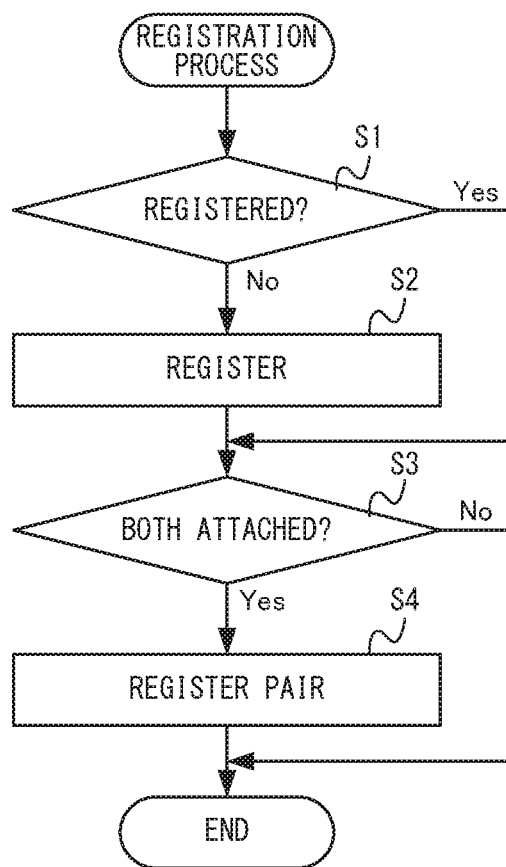 REGISTRATION
PROCESS
S1
REGISTERED?
Yes
No
S2
REGISTER
S3
BOTH ATTACHED?
No
Yes
S4
REGISTER PAIR
END